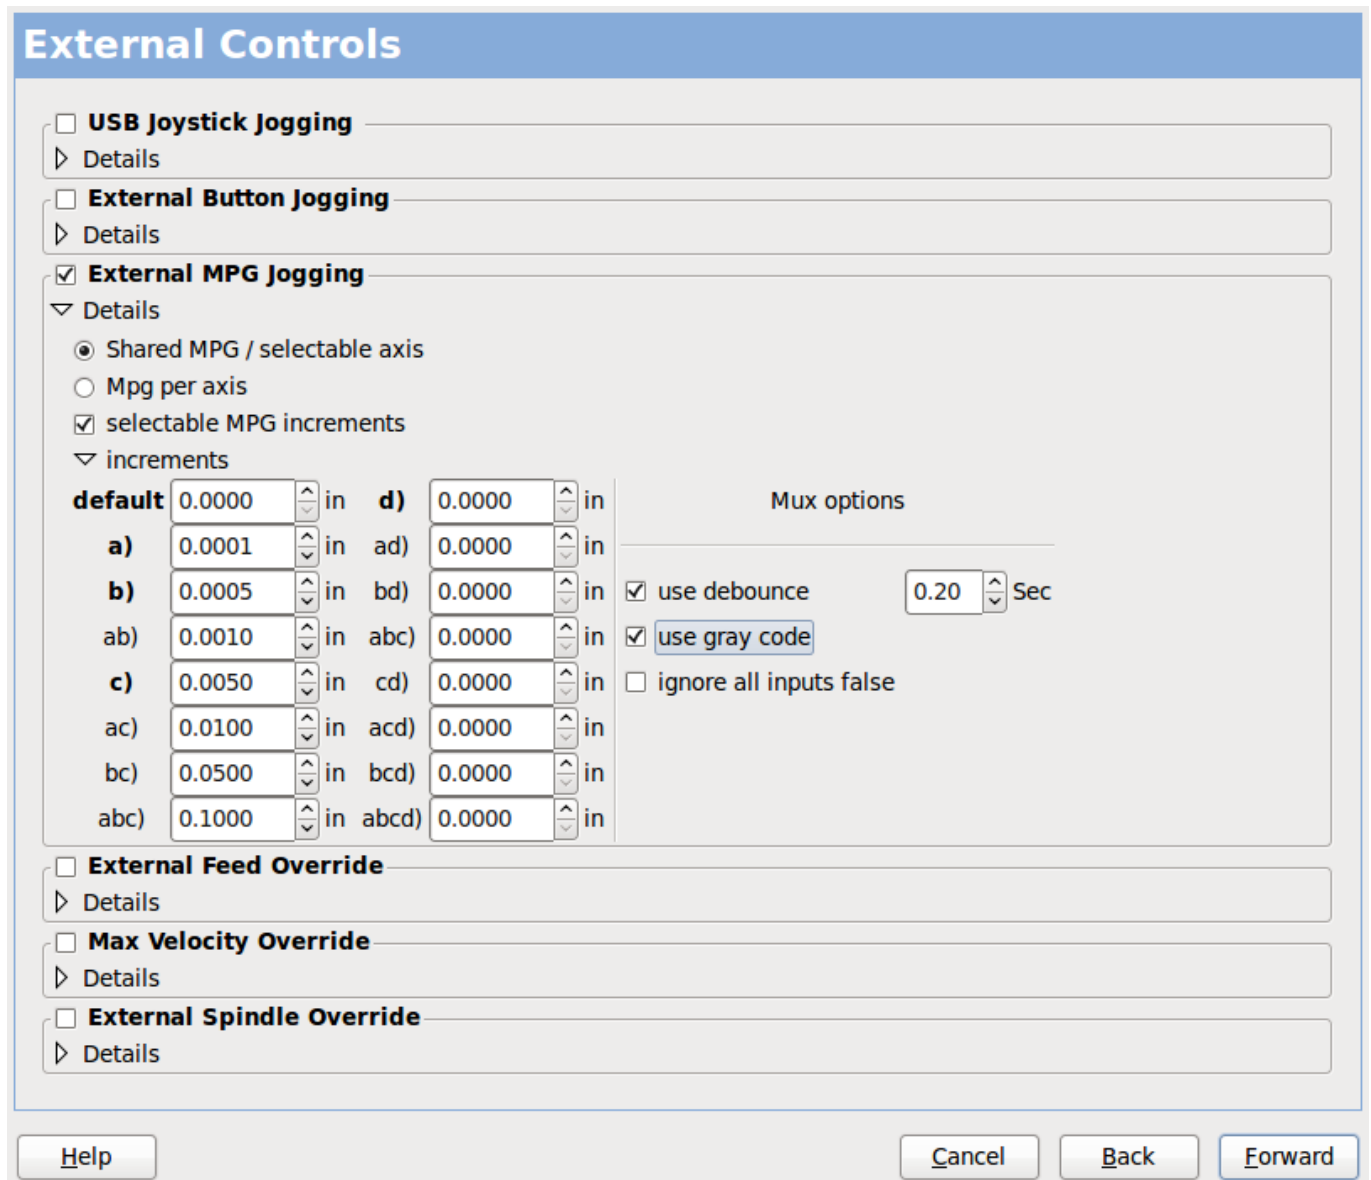 External Controls
USB Joystick Jogging
Details
External Button Jogging
Details
External MPG Jogging
Details
Shared MPG / selectable axis
Mpg per axis
selectable MPG increments
increments
default 0.0000 in d) 0.0000 in Mux options
a) 0.0001 in ad) 0.0000 in
b) 0.0005 in bd) 0.0000 in use debounce 0.20 Sec
ab) 0.0010 in abc) 0.0000 in use gray code
c) 0.0050 in cd) 0.0000 in ignore all inputs false
ac) 0.0100 in acd) 0.0000 in
bc) 0.0500 in bcd) 0.0000 in
abc) 0.1000 in abcd) 0.0000 in
External Feed Override
Details
Max Velocity Override
Details
External Spindle Override
Details
Help Cancel Back Forward